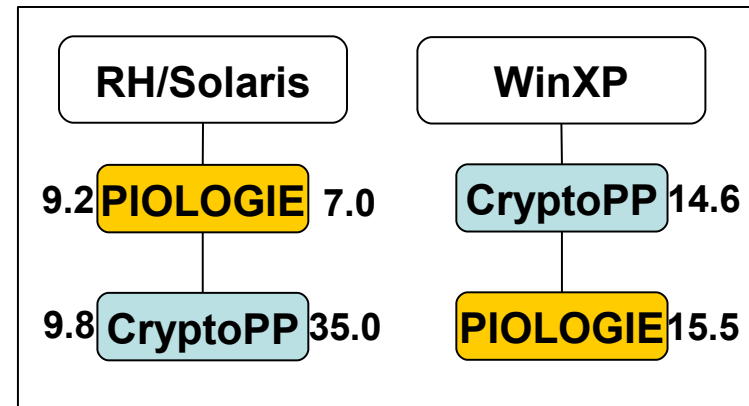 RH/Solaris WinXP
9.2 PIOLOGIE 7.0 CryptoPP 14.6
9.8 CryptoPP 35.0 PIOLOGIE 15.5